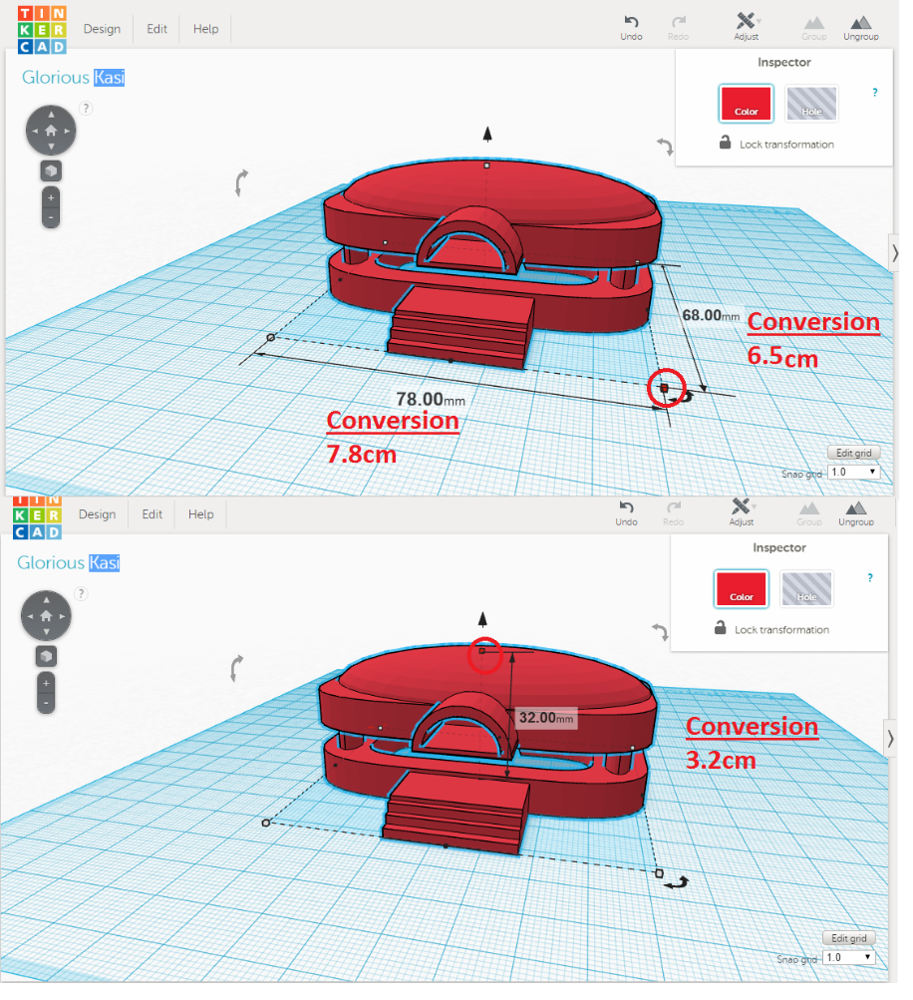 TIN
KER
CAD
Design
Edit
Help
Undo
Redo
Adjust
Group
Ungroup
Glorious Kasi
?
Inspector
Color
Hole
?
Lock transformation
+
-
68.00mm
Conversion
6.5cm
78.00mm
Conversion
7.8cm
Edit grid
Snap grid 1.0
TIN
KER
CAD
Design
Edit
Help
Undo
Redo
Adjust
Group
Ungroup
Glorious Kasi
?
Inspector
Color
Hole
?
Lock transformation
+
-
32.00mm
Conversion
3.2cm
Edit grid
Snap grid 1.0